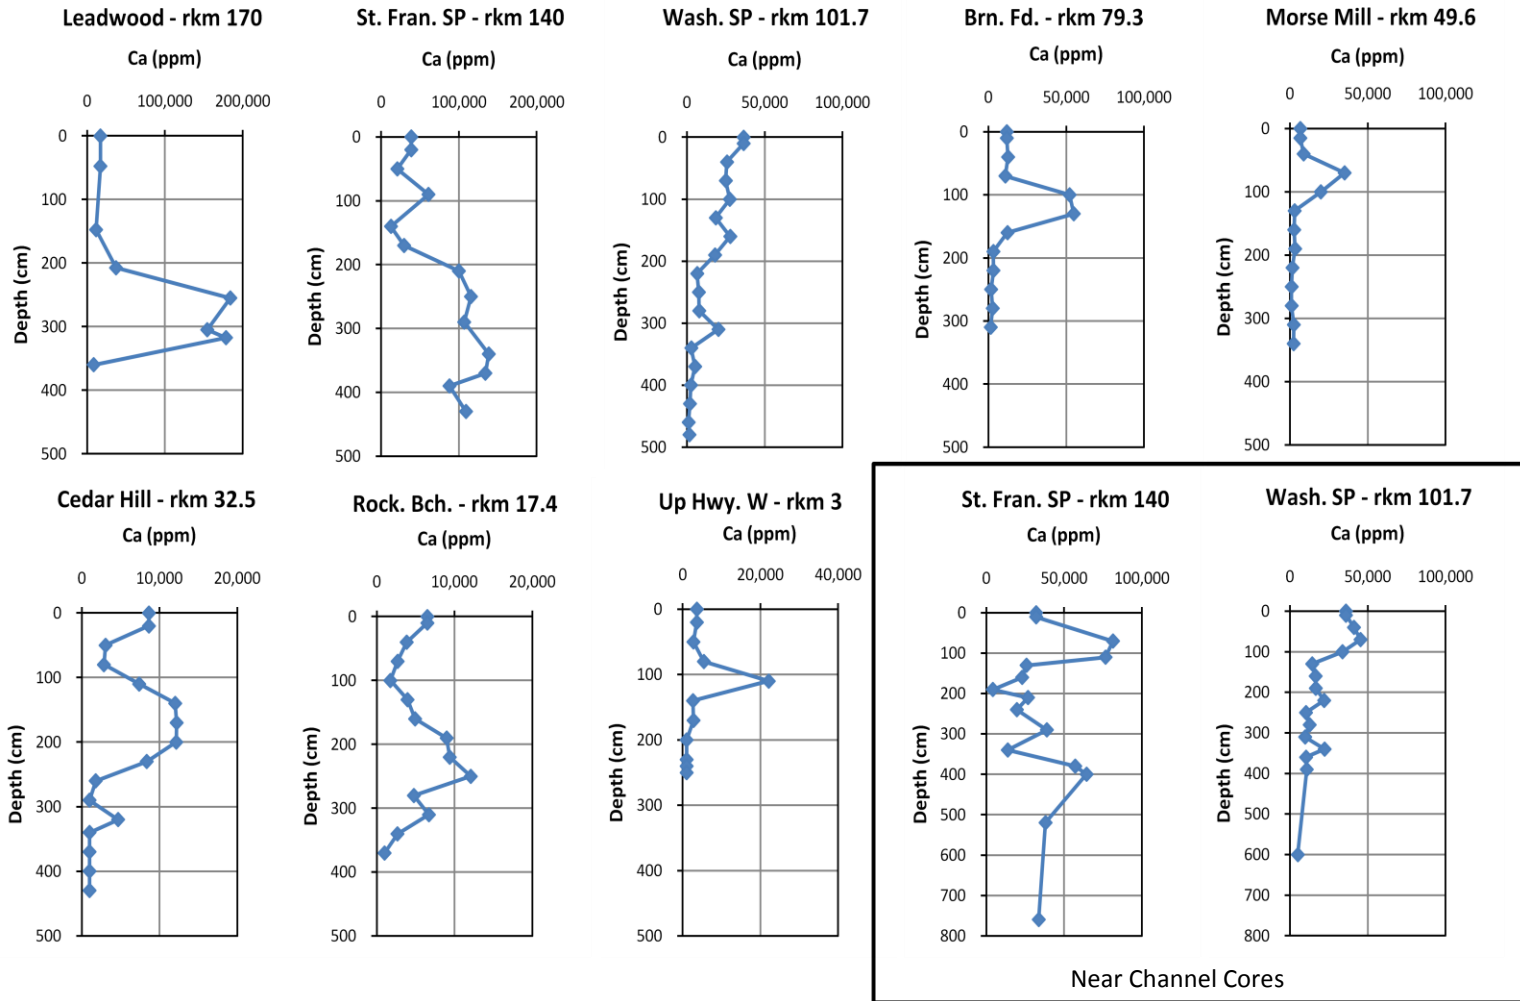 Leadwood - rkm 170
Ca (ppm)
0 100,000 200,000
Depth (cm)
0
100
200
300
400
500
St. Fran. SP - rkm 140
Ca (ppm)
0 100,000 200,000
Depth (cm)
0
100
200
300
400
500
Wash. SP - rkm 101.7
Ca (ppm)
0 50,000 100,000
Depth (cm)
0
100
200
300
400
500
Brn. Fd. - rkm 79.3
Ca (ppm)
0 50,000 100,000
Depth (cm)
0
100
200
300
400
500
Morse Mill - rkm 49.6
Ca (ppm)
0 50,000 100,000
Depth (cm)
0
100
200
300
400
500
Cedar Hill - rkm 32.5
Ca (ppm)
0 10,000 20,000
Depth (cm)
0
100
200
300
400
500
Rock. Bch. - rkm 17.4
Ca (ppm)
0 10,000 20,000
Depth (cm)
0
100
200
300
400
500
Up Hwy. W - rkm 3
Ca (ppm)
0 20,000 40,000
Depth (cm)
0
100
200
300
400
500
St. Fran. SP - rkm 140
Ca (ppm)
0 50,000 100,000
Depth (cm)
0
100
200
300
400
500
600
700
800
Wash. SP - rkm 101.7
Ca (ppm)
0 50,000 100,000
Depth (cm)
0
100
200
300
400
500
600
700
800
Near Channel Cores